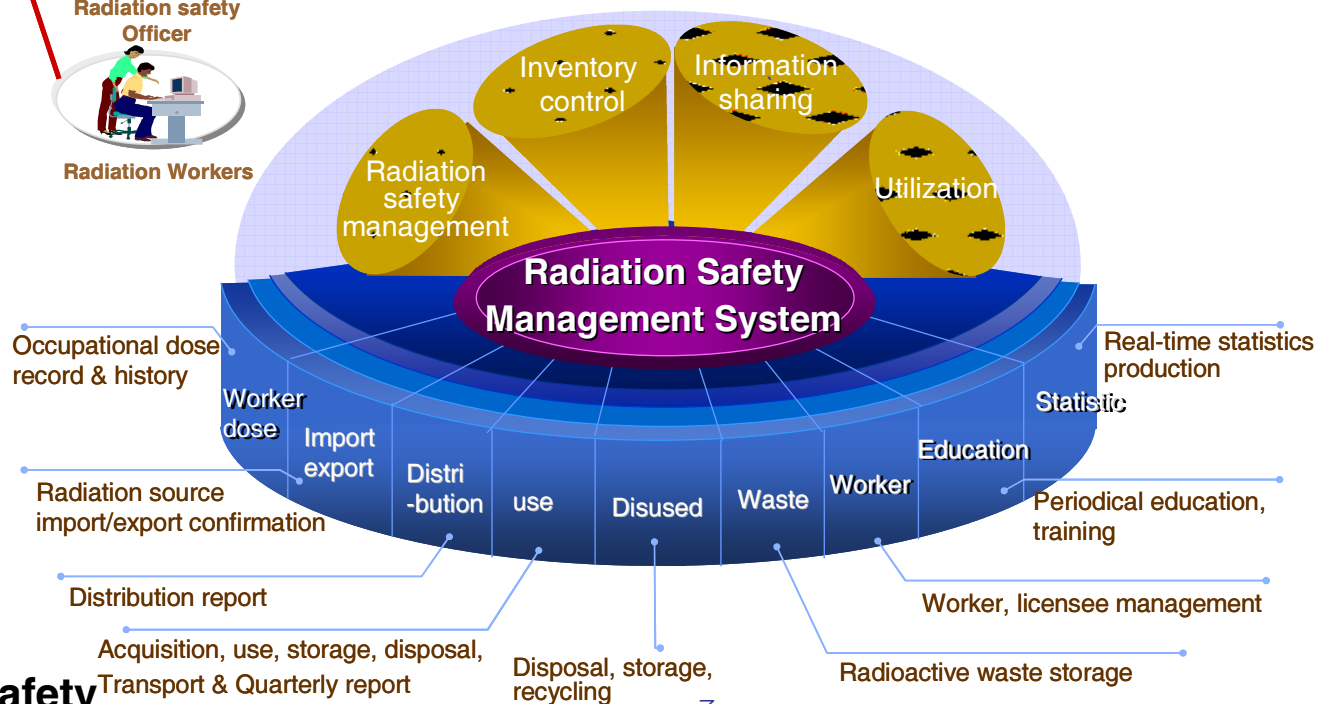 Radiation safety
Officer
Radiation Workers
Inventory
control
Information
sharing
Radiation
safety
management
Utilization
Radiation Safety
Management System
Occupational dose
record & history
Real-time statistics
production
Worker
dose
Import
export
Distri
-bution
use
Disused
Waste
Worker
Education
Statistic
Radiation source
import/export confirmation
Periodical education,
training
Distribution report
Worker, licensee management
Acquisition, use, storage, disposal,
Transport & Quarterly report
Disposal, storage,
recycling
Radioactive waste storage
afety